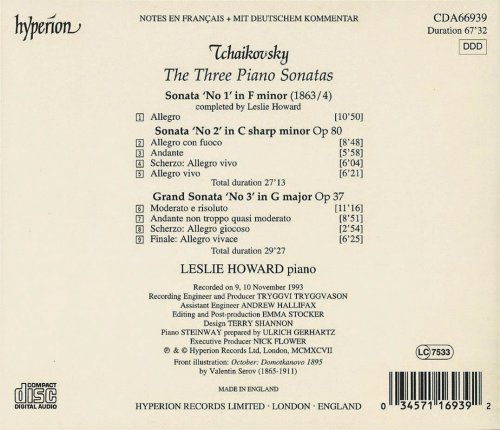 hyperion
NOTES EN FRANÇAIS + MIT DEUTSCHEM KOMMENTAR
CDA66939
Duration 67'32
DDD
Tchaikovsky
The Three Piano Sonatas
Sonata 'No 1' in F minor (1863/4)
completed by Leslie Howard
1 Allegro [10'50]
Sonata 'No 2' in C sharp minor Op 80
2 Allegro con fuoco [8'48]
3 Andante [5'58]
4 Scherzo: Allegro vivo [6'04]
5 Allegro vivo [6'21]
Total duration 27'13
Grand Sonata 'No 3' in G major Op 37
6 Moderato e risoluto [11'16]
7 Andante non troppo quasi moderato [8'51]
8 Scherzo: Allegro giocoso [2'54]
9 Finale: Allegro vivace [6'25]
Total duration 29'27
LESLIE HOWARD piano
Recorded on 9, 10 November 1993
Recording Engineer and Producer TRYGGVI TRYGGVASON
Assistant Engineer ANDREW HALLIFAX
Editing and Post-production EMMA STOCKER
Design TERRY SHANNON
Piano STEINWAY prepared by ULRICH GERHARTZ
Executive Producer NICK FLOWER
℗ & © Hyperion Records Ltd, London, MCMXCVII
Front illustration: October: Domotkanovo 1895
by Valentin Serov (1865-1911)
LC 7533
COMPACT
disc
DIGITAL AUDIO
MADE IN ENGLAND
HYPERION RECORDS LIMITED · LONDON · ENGLAND
0 34571 16939 2